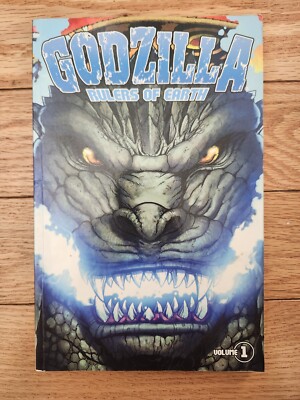 GODZILLA
RULERS OF EARTH
VOLUME 1